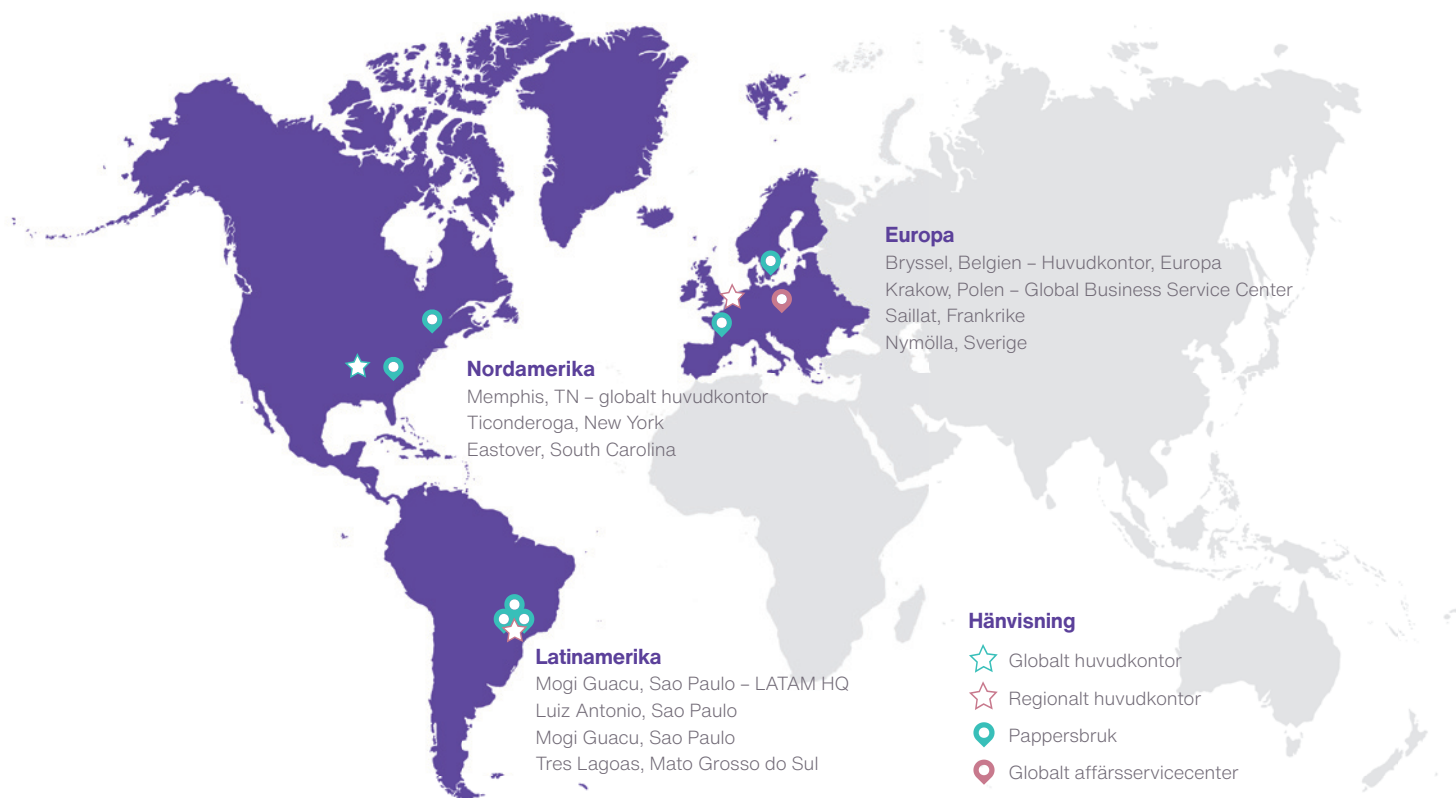 Europa
Bryssel, Belgien – Huvudkontor, Europa
Krakow, Polen – Global Business Service Center
Saillat, Frankrike
Nymölla, Sverige
Nordamerika
Memphis, TN – globalt huvudkontor
Ticonderoga, New York
Eastover, South Carolina
Latinamerika
Mogi Guacu, Sao Paulo – LATAM HQ
Luiz Antonio, Sao Paulo
Mogi Guacu, Sao Paulo
Tres Lagoas, Mato Grosso do Sul
Hänvisning
Globalt huvudkontor
Regionalt huvudkontor
Pappersbruk
Globalt affärsservicecenter